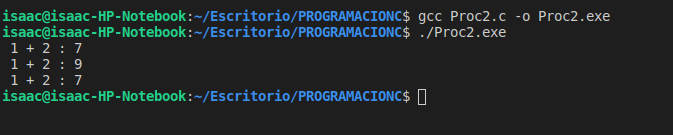 isaac@isaac-HP-Notebook:~/Escritorio/PROGRAMACIONC$ gcc Proc2.c -o Proc2.exe
isaac@isaac-HP-Notebook:~/Escritorio/PROGRAMACIONC$ ./Proc2.exe
 1 + 2 : 7
 1 + 2 : 9
 1 + 2 : 7
isaac@isaac-HP-Notebook:~/Escritorio/PROGRAMACIONC$